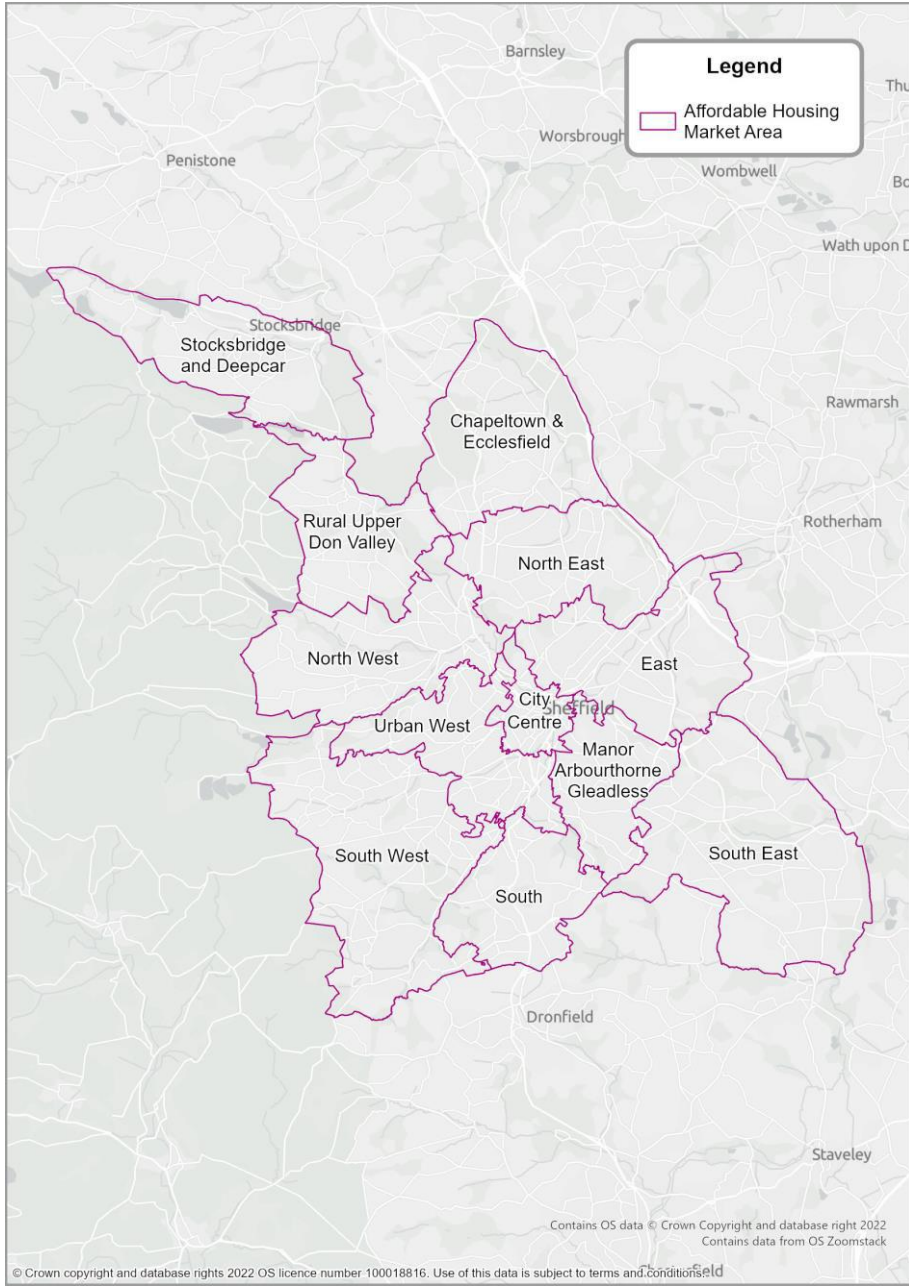 Barnsley
Legend
Affordable Housing
Market Area
Thu
Worsbrough
Penistone
Wombwell
Bo
Wath upon D
Stocksbridge
Stocksbridge
and Deepcar
Chapeltown &
Ecclesfield
Rawmarsh
Rural Upper
Don Valley
Rotherham
North East
North West
East
City
Centre
Sheffield
Urban West
Manor
Arbourthorne
Gleadless
South West
South East
South
Dronfield
Staveley
Contains OS data © Crown Copyright and database right 2022
Contains data from OS Zoomstack
© Crown copyright and database rights 2022 OS licence number 100018816. Use of this data is subject to terms and conditions.